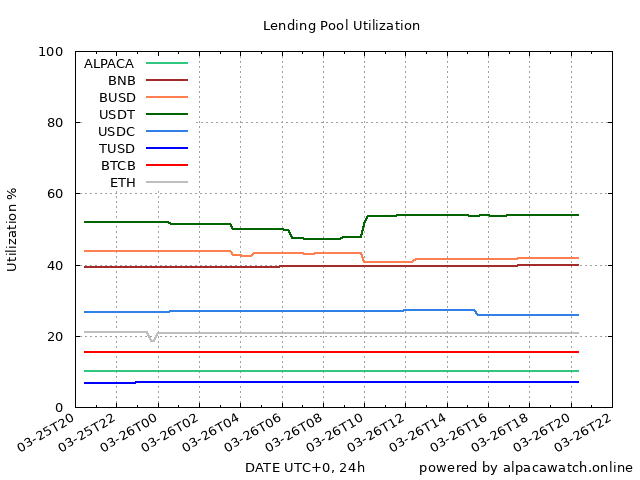 Lending Pool Utilization
100
80
60
40
20
0
Utilization %
ALPACA
BNB
BUSD
USDT
USDC
TUSD
BTCB
ETH
03-25T20
03-25T22
03-26T00
03-26T02
03-26T04
03-26T06
03-26T08
03-26T10
03-26T12
03-26T14
03-26T16
03-26T18
03-26T20
03-26T22
DATE UTC+0, 24h
powered by alpacawatch.online